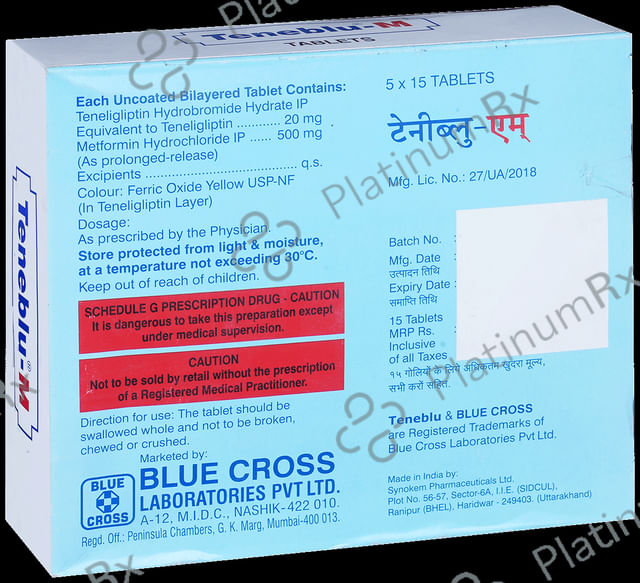 Teneblu-M
TABLETS
Teneblu®-M
Each Uncoated Bilayered Tablet Contains:
Teneligliptin Hydrobromide Hydrate IP
Equivalent to Teneligliptin ............ 20 mg
Metformin Hydrochloride IP ...... 500 mg
(As prolonged-release)
Excipients ...................................... q.s.
Colour: Ferric Oxide Yellow USP-NF
(In Teneligliptin Layer)
Dosage:
As prescribed by the Physician.
Store protected from light & moisture,
at a temperature not exceeding 30°C.
Keep out of reach of children.
SCHEDULE G PRESCRIPTION DRUG - CAUTION
It is dangerous to take this preparation except
under medical supervision.
CAUTION
Not to be sold by retail without the prescription
of a Registered Medical Practitioner.
Direction for use: The tablet should be
swallowed whole and not to be broken,
chewed or crushed.
Marketed by:
BLUE
CROSS
BLUE CROSS
LABORATORIES PVT LTD.
A-12, M.I.D.C., NASHIK-422 010.
Regd. Off.: Peninsula Chambers, G. K. Marg, Mumbai-400 013.
5 x 15 TABLETS
टेनीब्लु-एम्
Mfg. Lic. No.: 27/UA/2018
Batch No. :
Mfg. Date :
उत्पादन तिथि
Expiry Date :
समाप्ति तिथि
15 Tablets
MRP Rs. :
Inclusive
of all Taxes
१५ गोलियों के लिए अधिकतम खुदरा मूल्य,
सभी करों सहित.
Teneblu & BLUE CROSS
are Registered Trademarks of
Blue Cross Laboratories Pvt Ltd.
Made in India by:
Synokem Pharmaceuticals Ltd.
Plot No. 56-57, Sector-6A, I.I.E. (SIDCUL),
Ranipur (BHEL), Haridwar - 249403. (Uttarakhand)
PlatinumRx
PlatinumRx
PlatinumRx
Platin
Platinu
Rx
Rx